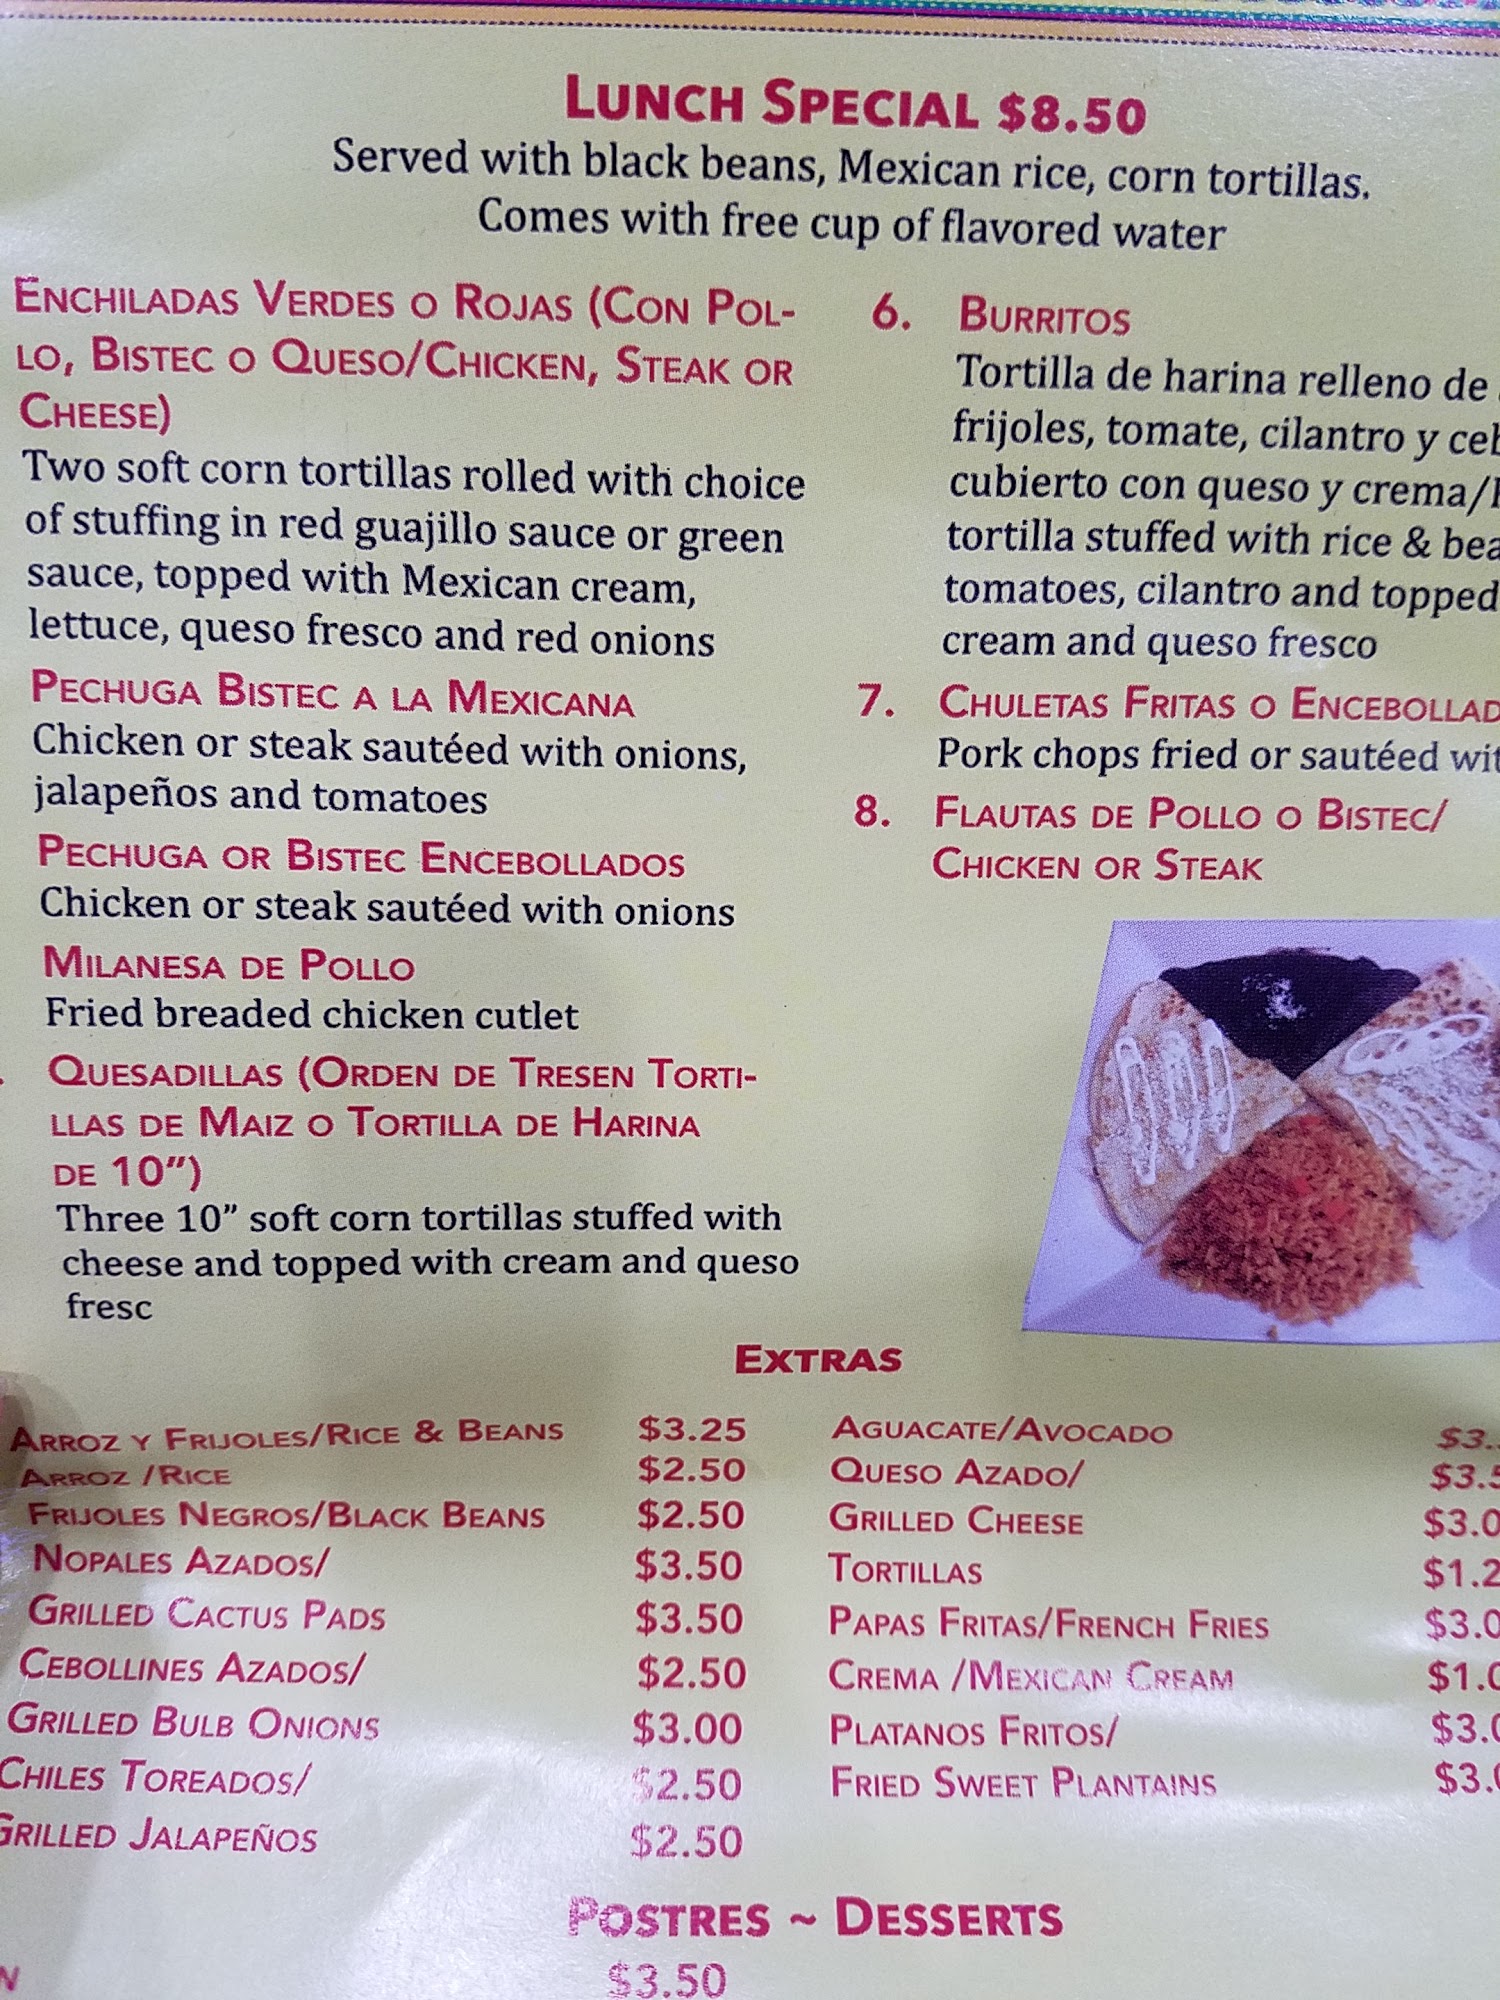 Lunch Special $8.50
Served with black beans, Mexican rice, corn tortillas.
Comes with free cup of flavored water
Enchiladas Verdes o Rojas (Con Pol-
lo, Bistec o Queso/Chicken, Steak or
Cheese)
Two soft corn tortillas rolled with choice
of stuffing in red guajillo sauce or green
sauce, topped with Mexican cream,
lettuce, queso fresco and red onions
Pechuga Bistec a la Mexicana
Chicken or steak sautéed with onions,
jalapeños and tomatoes
Pechuga or Bistec Encebollados
Chicken or steak sautéed with onions
Milanesa de Pollo
Fried breaded chicken cutlet
Quesadillas (Orden de Tresen Torti-
llas de Maiz o Tortilla de Harina
de 10”)
Three 10” soft corn tortillas stuffed with
cheese and topped with cream and queso
fresc
6. Burritos
Tortilla de harina relleno de
frijoles, tomate, cilantro y
cubierto con queso y crema/
tortilla stuffed with rice &
tomatoes, cilantro and topped
cream and queso fresco
7. Chuletas Fritas o
Pork chops fried or sautéed
8. Flautas de Pollo o Bistec/
Chicken or Steak
Extras
Arroz y Frijoles/Rice & Beans $3.25
Arroz /Rice $2.50
Frijoles Negros/Black Beans $2.50
Nopales Azados/ $3.50
Grilled Cactus Pads $3.50
Cebollines Azados/ $2.50
Grilled Bulb Onions $3.00
Chiles Toreados/ $2.50
Grilled Jalapeños $2.50
Aguacate/Avocado
Queso Azado/
Grilled Cheese
Tortillas
Papas Fritas/French Fries
Crema /Mexican Cream
Platanos Fritos/
Fried Sweet Plantains
Postres ~ Desserts
$3.50